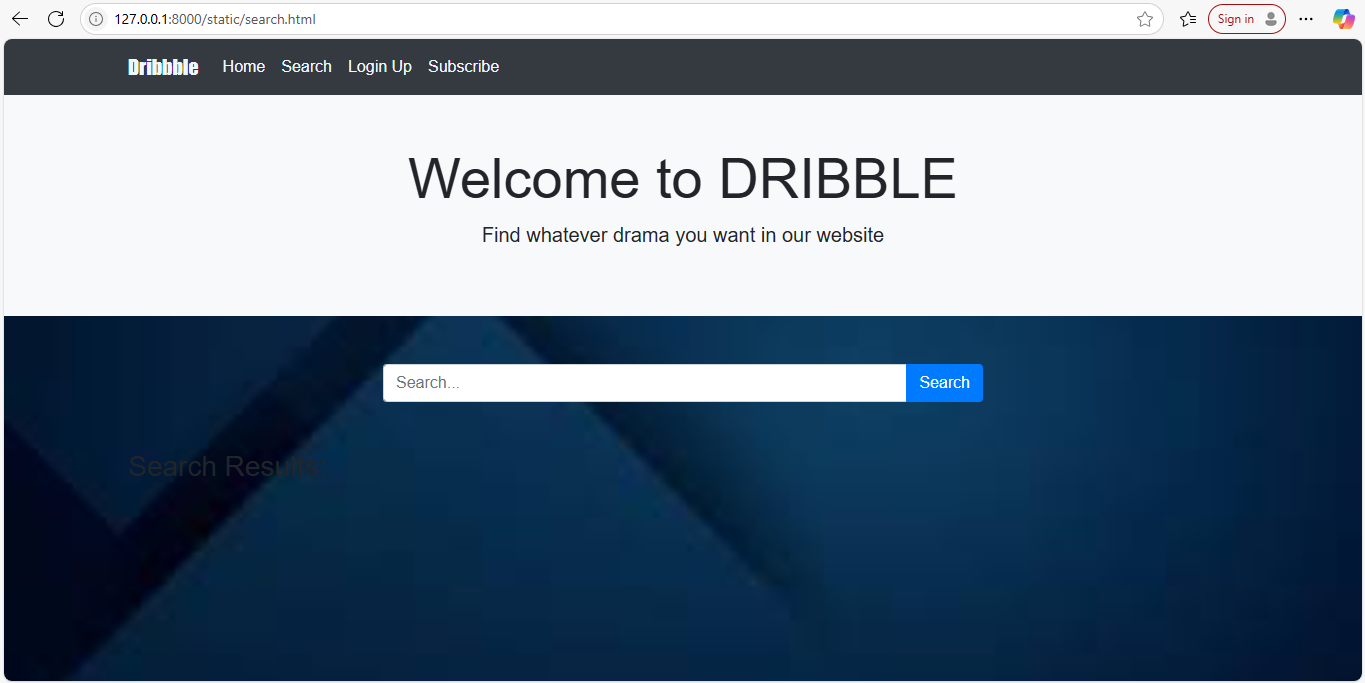 127.0.0.1:8000/static/search.html
Sign in
Dribbble Home Search Login Up Subscribe
Welcome to DRIBBLE
Find whatever drama you want in our website
Search... Search
Search Results: